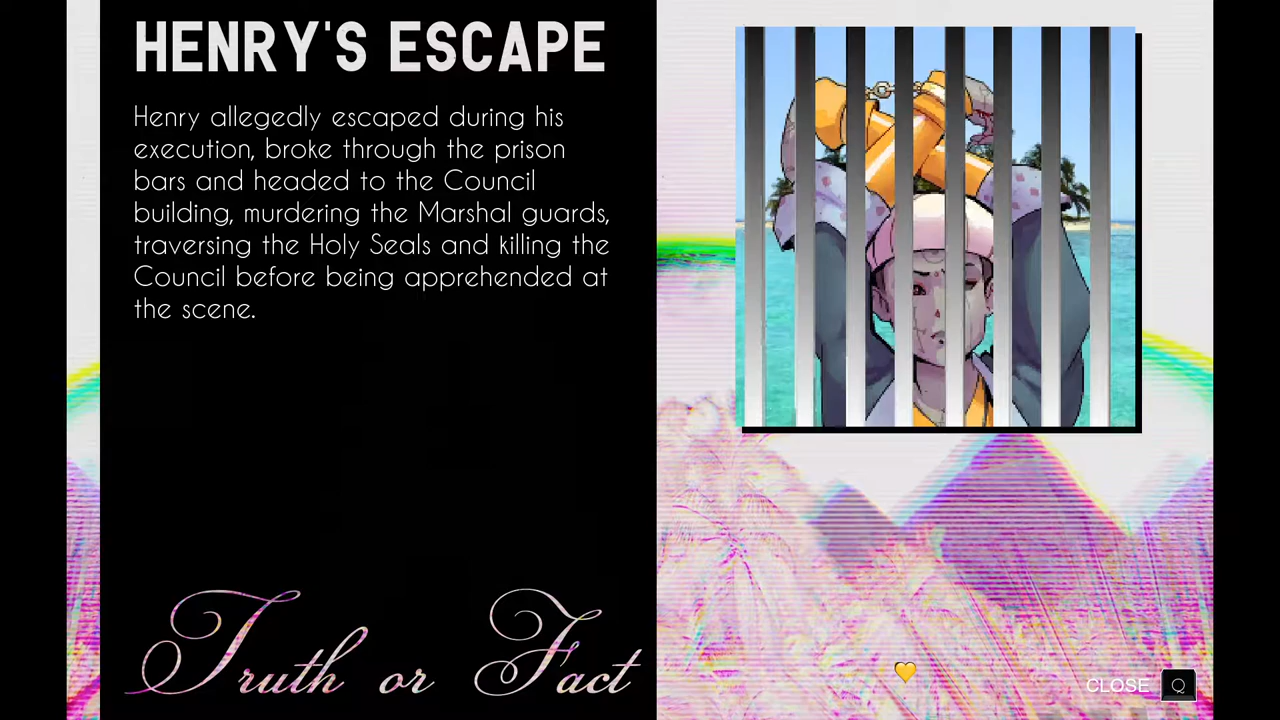 HENRY'S ESCAPE
Henry allegedly escaped during his
execution, broke through the prison
bars and headed to the Council
building, murdering the Marshal guards,
traversing the Holy Seals and killing the
Council before being apprehended at
the scene.
Truth or Fact
CLOSE Q